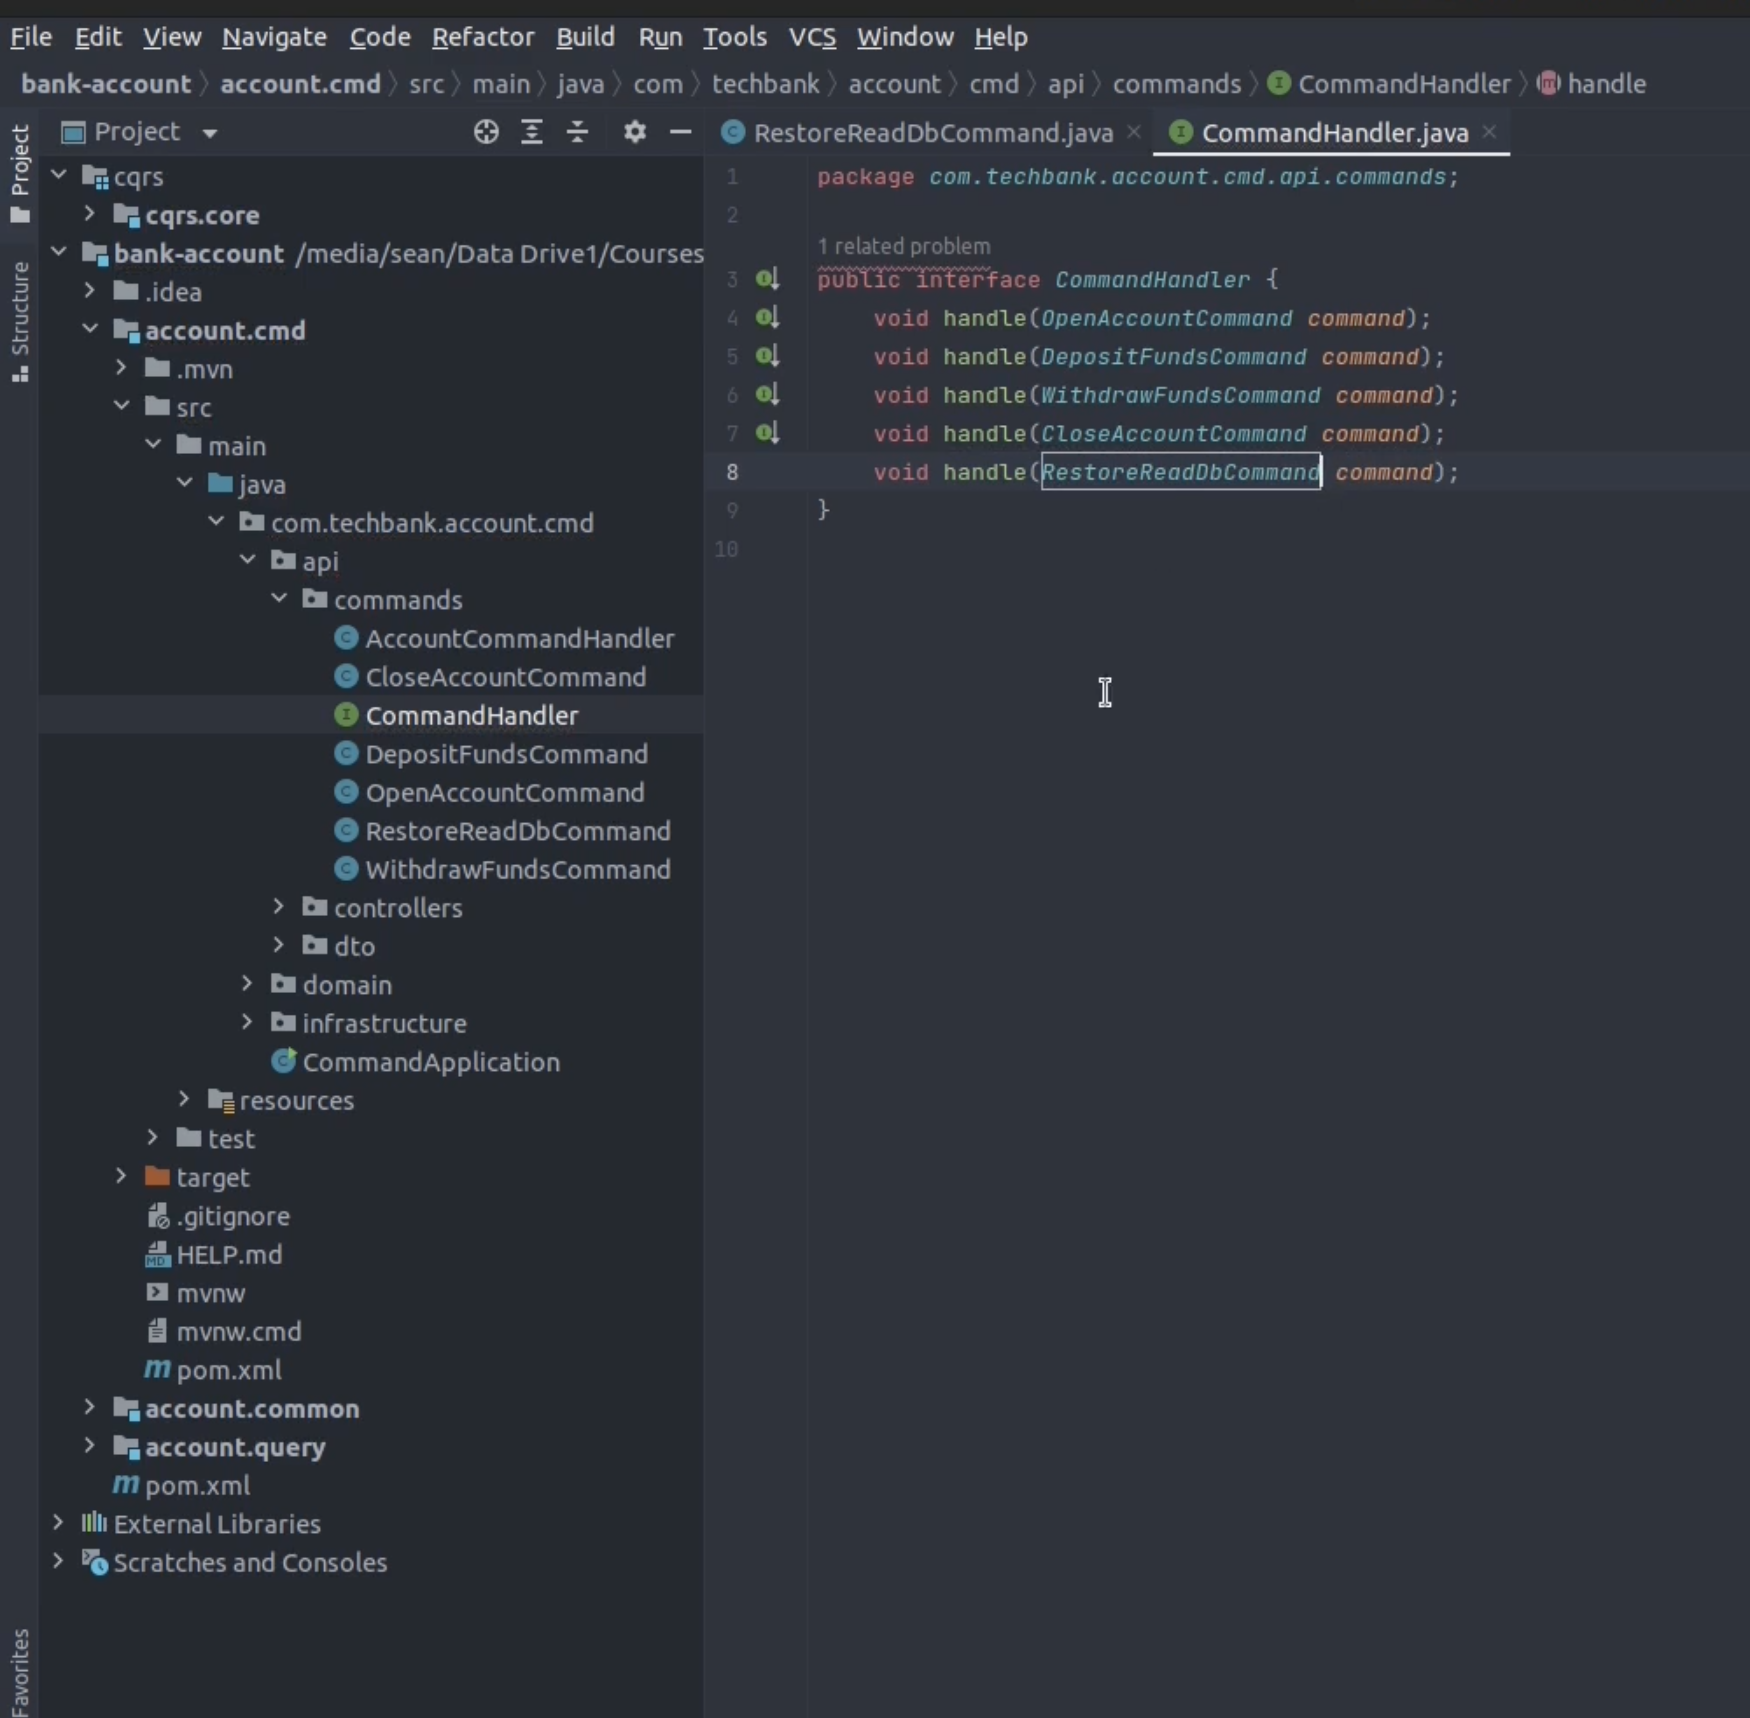 File Edit View Navigate Code Refactor Build Run Tools VCS Window Help
bank-account account.cmd src main java com techbank account cmd api commands CommandHandler handle
Project
Structure
Favorites
Project
cqrs
cqrs.core
bank-account /media/sean/Data Drive1/Courses
.idea
account.cmd
.mvn
src
main
java
com.techbank.account.cmd
api
commands
AccountCommandHandler
CloseAccountCommand
CommandHandler
DepositFundsCommand
OpenAccountCommand
RestoreReadDbCommand
WithdrawFundsCommand
controllers
dto
domain
infrastructure
CommandApplication
resources
test
target
.gitignore
HELP.md
mvnw
mvnw.cmd
pom.xml
account.common
account.query
pom.xml
External Libraries
Scratches and Consoles
RestoreReadDbCommand.java CommandHandler.java
1 package com.techbank.account.cmd.api.commands;
2
1 related problem
3 public interface CommandHandler {
4 void handle(OpenAccountCommand command);
5 void handle(DepositFundsCommand command);
6 void handle(WithdrawFundsCommand command);
7 void handle(CloseAccountCommand command);
8 void handle(RestoreReadDbCommand command);
9 }
10